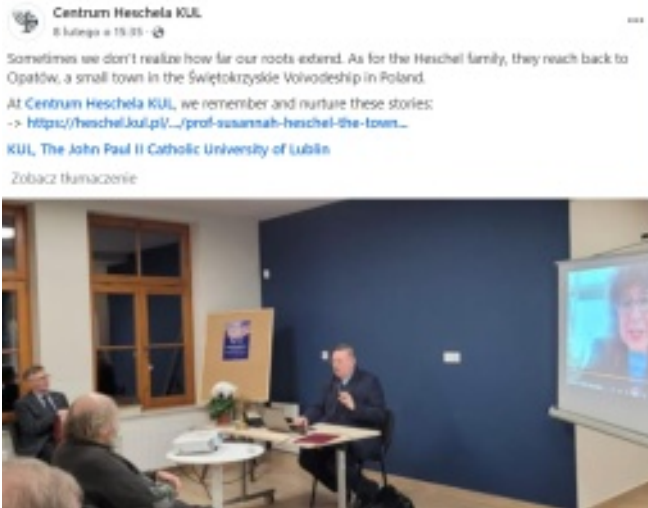 Centrum Heschela KUL
8 lutego o 15:35 ·
Sometimes we don't realize how far our roots extend. As for the Heschel family, they reach back to
Opatów, a small town in the Świętokrzyskie Voivodeship in Poland.
At Centrum Heschela KUL, we remember and nurture these stories:
-> https://heschel.kul.pl/.../prof-susannah-heschel-the-town...
KUL, The John Paul II Catholic University of Lublin
Zobacz tłumaczenie